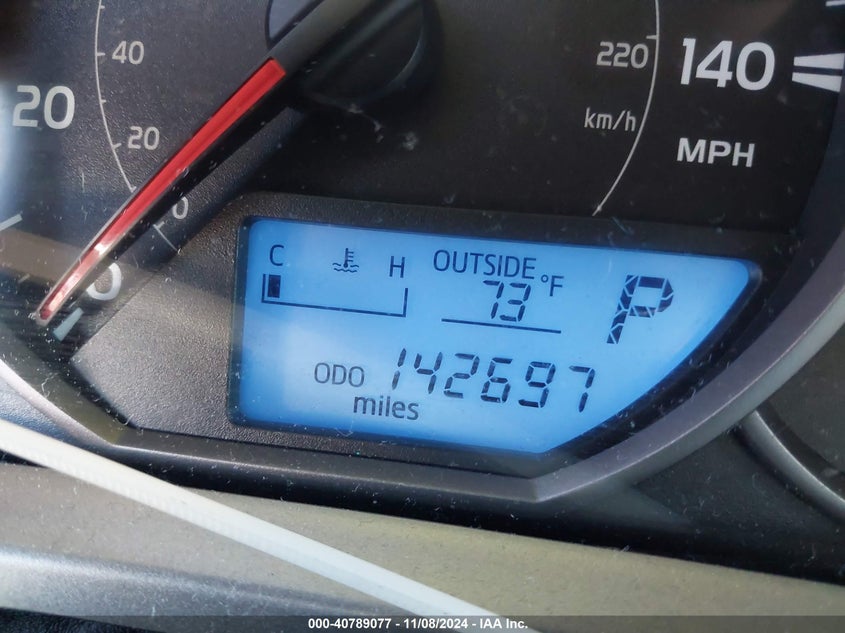 40
220
140
20
20
km/h
MPH
0
C
H
OUTSIDE
73 °F
P
0
ODO 142697
miles
000-40789077 - 11/08/2024 - IAA Inc.